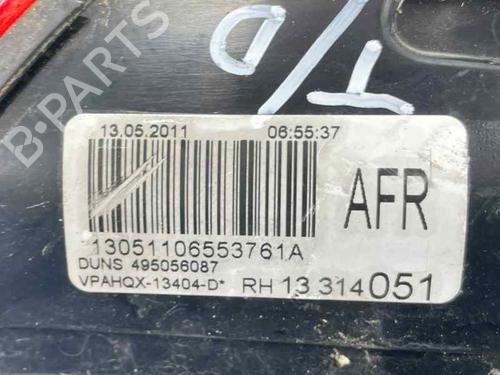 T/D
B-PARTS
13.05.2011 06:55:37
AFR
13051106553761A
DUNS 495056087
VPAHQX-13404-D* RH 13 314051